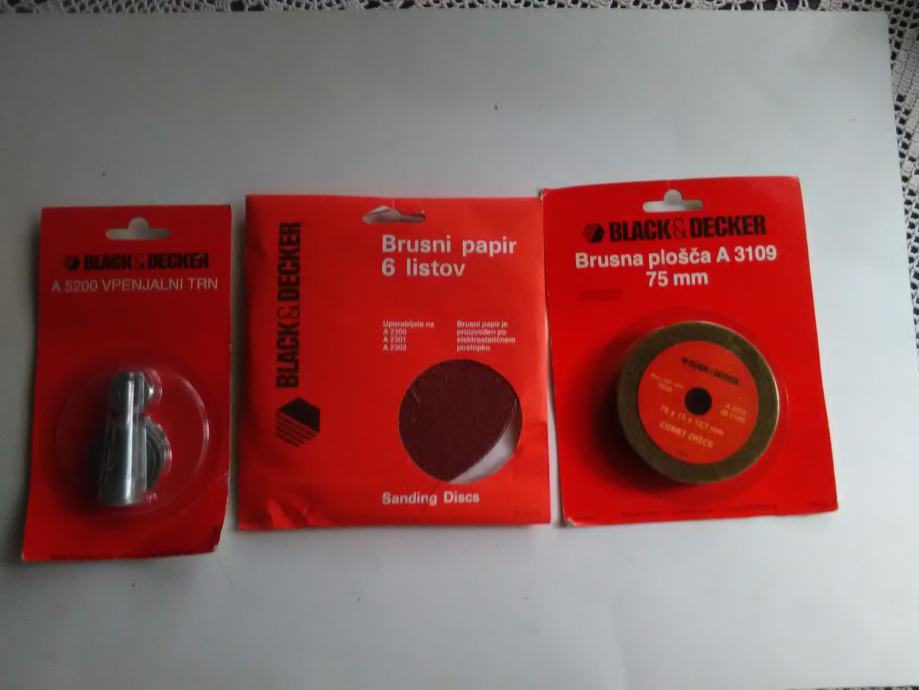 BLACK & DECKER
A 5200 VPENJALNI TRN
BLACK & DECKER
Brusni papir
6 listov
Uporabljate na
A 2300
A 2301
A 2302
Brusni papir je
proizveden po
elektrostatičnem
postopku
Sanding Discs
BLACK & DECKER
Brusna plošča A 3109
75 mm
BLACK & DECKER
75 x 13 x 12,7 mm
COMET ZREČE